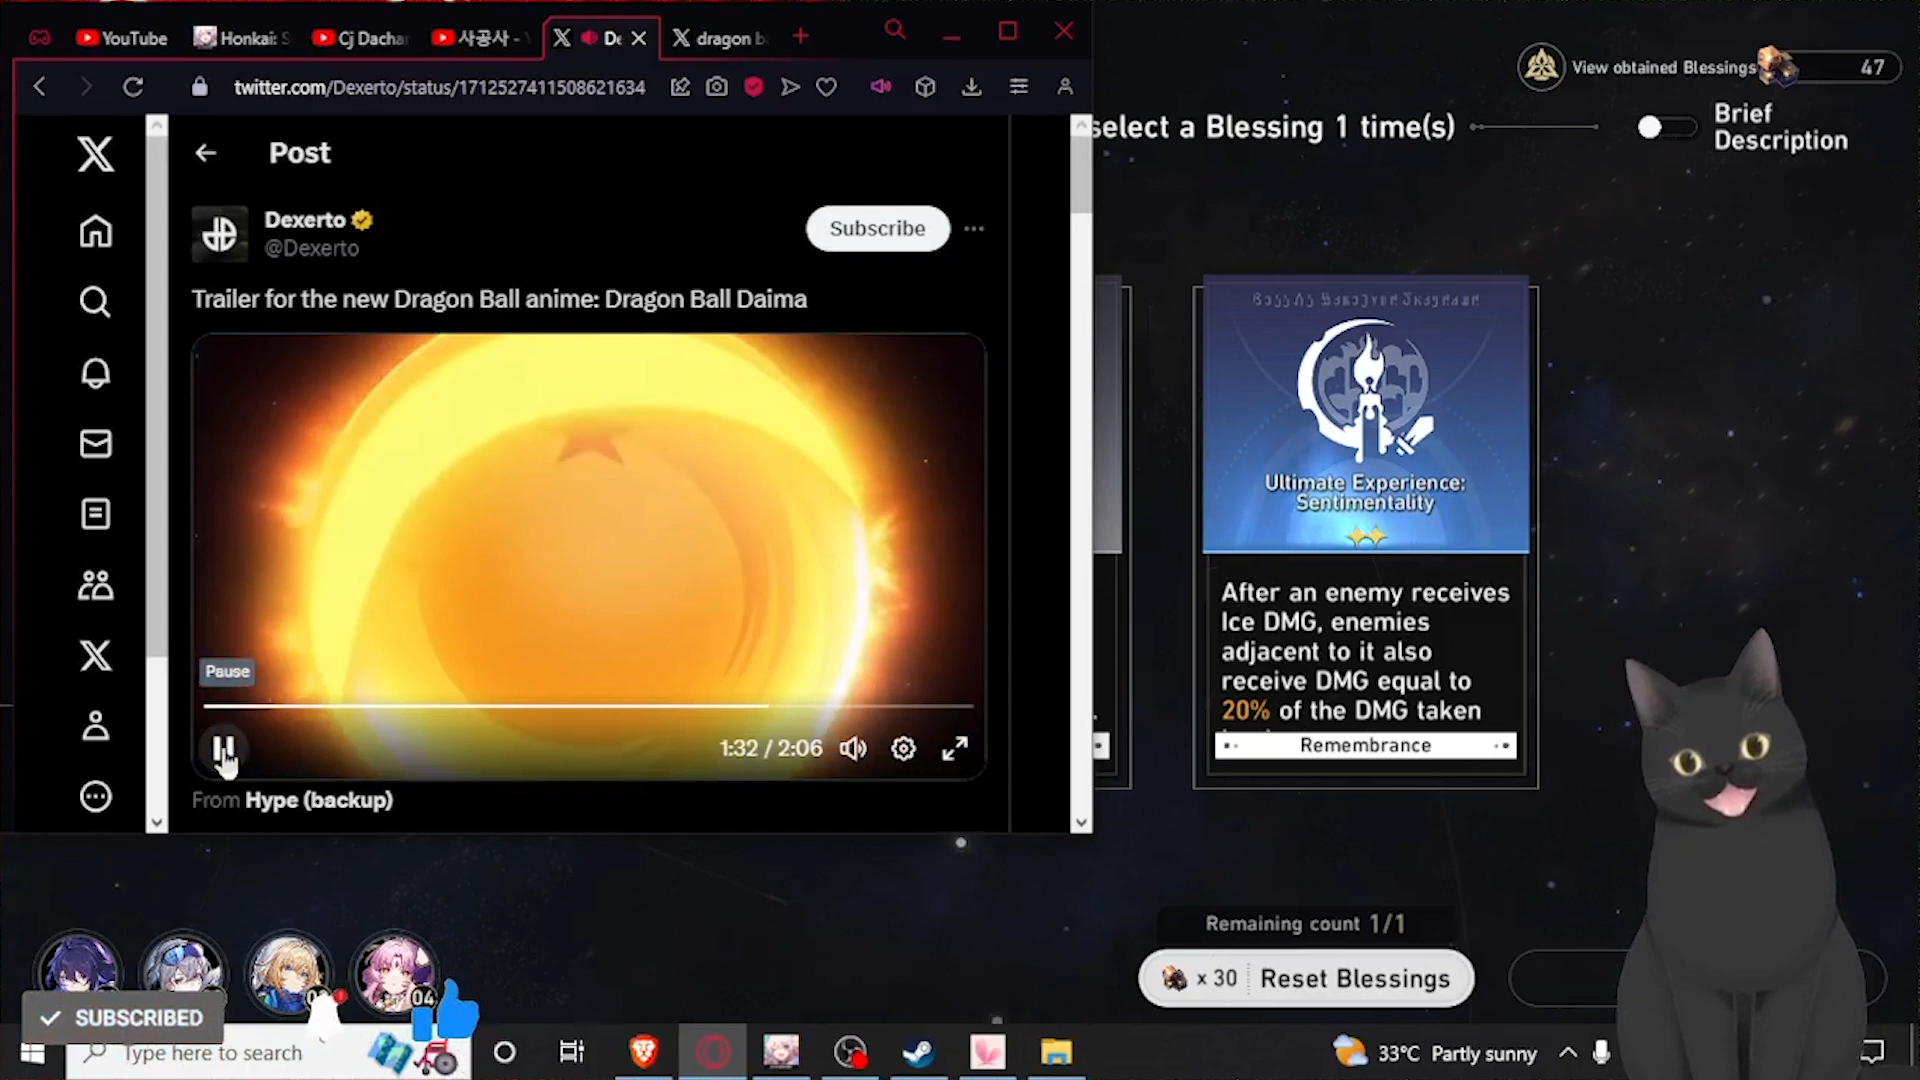 YouTube
Honkai: S
Cj Dachar
사공사 -
De
dragon b
twitter.com/Dexerto/status/1712527411508621634
View obtained Blessings
47
select a Blessing 1 time(s)
Brief
Description
Post
Dexerto
@Dexerto
Subscribe
Trailer for the new Dragon Ball anime: Dragon Ball Daima
Pause
1:32 / 2:06
From Hype (backup)
Ultimate Experience:
Sentimentality
After an enemy receives
Ice DMG, enemies
adjacent to it also
receive DMG equal to
20% of the DMG taken
Remembrance
Remaining count 1/1
x 30 Reset Blessings
04
SUBSCRIBED
Type here to search
33°C Partly sunny